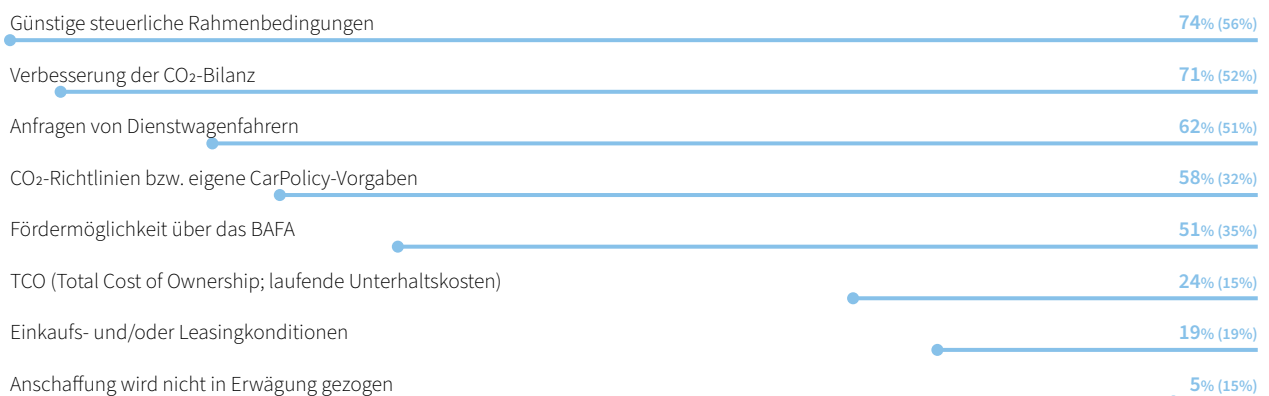 Günstige steuerliche Rahmenbedingungen 74% (56%)
Verbesserung der CO₂-Bilanz 71% (52%)
Anfragen von Dienstwagenfahrern 62% (51%)
CO₂-Richtlinien bzw. eigene CarPolicy-Vorgaben 58% (32%)
Fördermöglichkeit über das BAFA 51% (35%)
TCO (Total Cost of Ownership; laufende Unterhaltskosten) 24% (15%)
Einkaufs- und/oder Leasingkonditionen 19% (19%)
Anschaffung wird nicht in Erwägung gezogen 5% (15%)